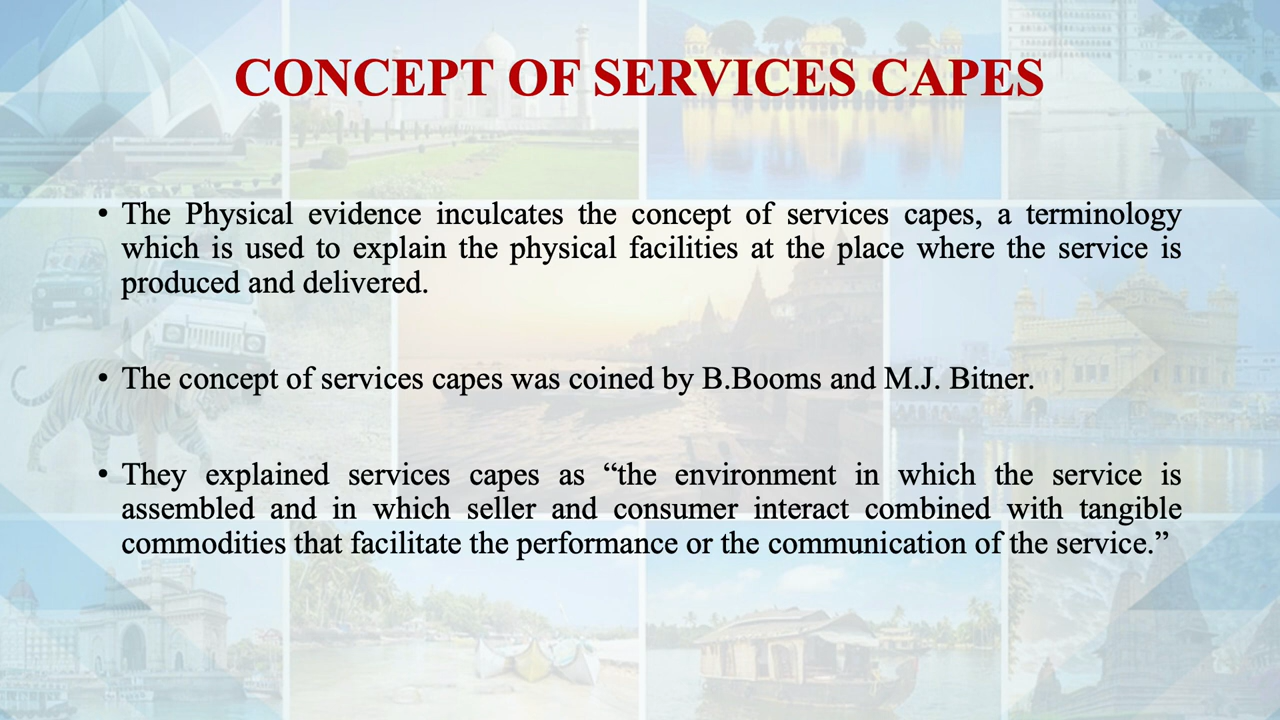 CONCEPT OF SERVICES CAPES
• The Physical evidence inculcates the concept of services capes, a terminology
which is used to explain the physical facilities at the place where the service is
produced and delivered.
• The concept of services capes was coined by B.Booms and M.J. Bitner.
• They explained services capes as “the environment in which the service is
assembled and in which seller and consumer interact combined with tangible
commodities that facilitate the performance or the communication of the service.”